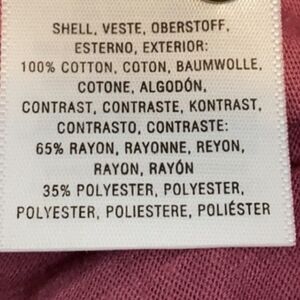 SHELL, VESTE, OBERSTOFF,
ESTERNO, EXTERIOR:
100% COTTON, COTON, BAUMWOLLE,
COTONE, ALGODÓN,
CONTRAST, CONTRASTE, KONTRAST,
CONTRASTO, CONTRASTE:
65% RAYON, RAYONNE, REYON,
RAYON, RAYÓN
35% POLYESTER, POLYESTER,
POLYESTER, POLIESTERE, POLIÉSTER